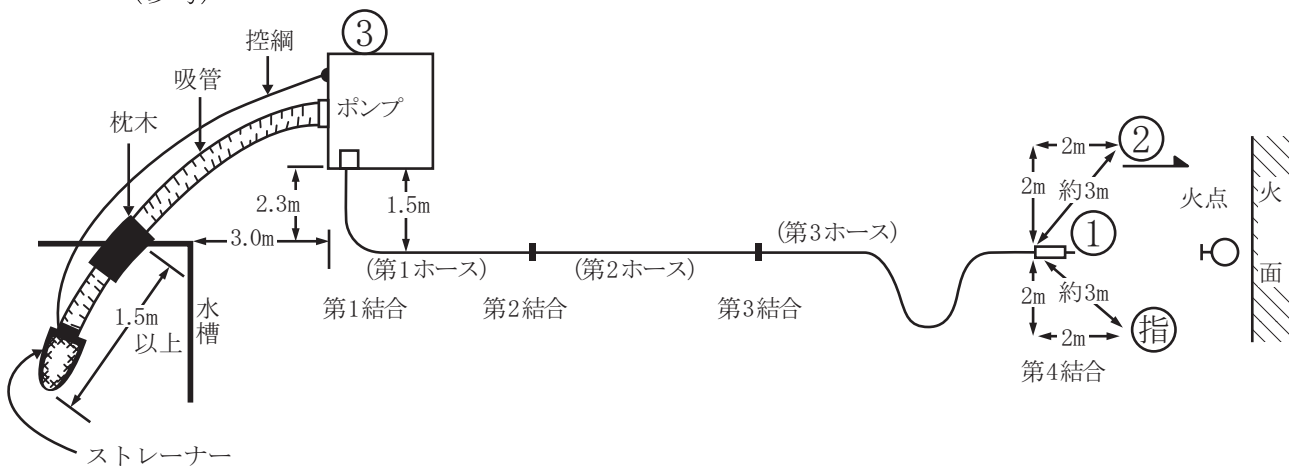 控綱
③
吸管
ポンプ
枕木
2.3m
1.5m
3.0m
(第1ホース)
(第2ホース)
(第3ホース)
第1結合
第2結合
第3結合
第4結合
1.5m
以上
水槽
ストレーナー
2m
②
2m
約3m
①
2m
約3m
2m
指
火点
火面